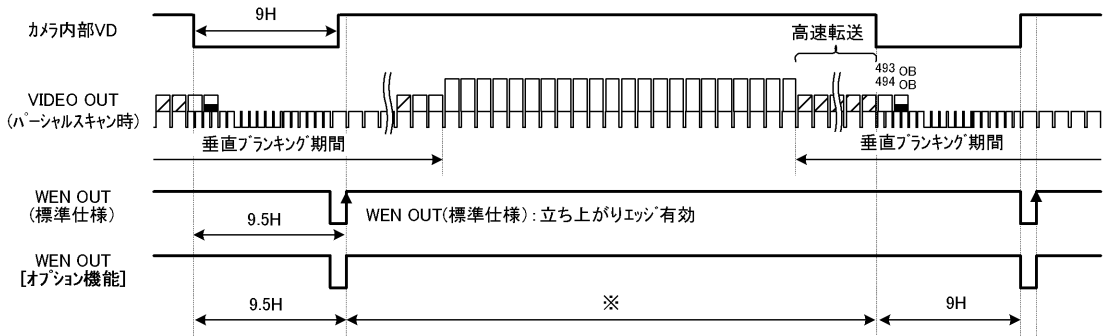 9H
カメラ内部VD
高速転送
493 OB
494 OB
VIDEO OUT
(パーシャルスキャン時)
垂直ブランキング期間
垂直ブランキング期間
WEN OUT
(標準仕様)
9.5H
WEN OUT(標準仕様):立ち上がりエッジ有効
WEN OUT
[オプション機能]
9.5H
※
9H